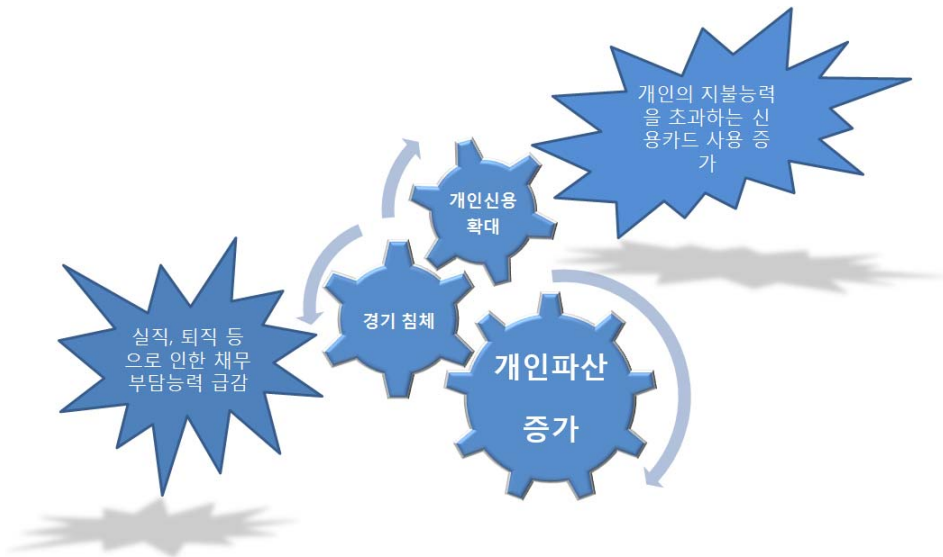 개인의 지불능력
을 초과하는 신
용카드 사용 증
가
개인신용
확대
경기 침체
실직, 퇴직 등
으로 인한 채무
부담능력 급감
개인파산
증가